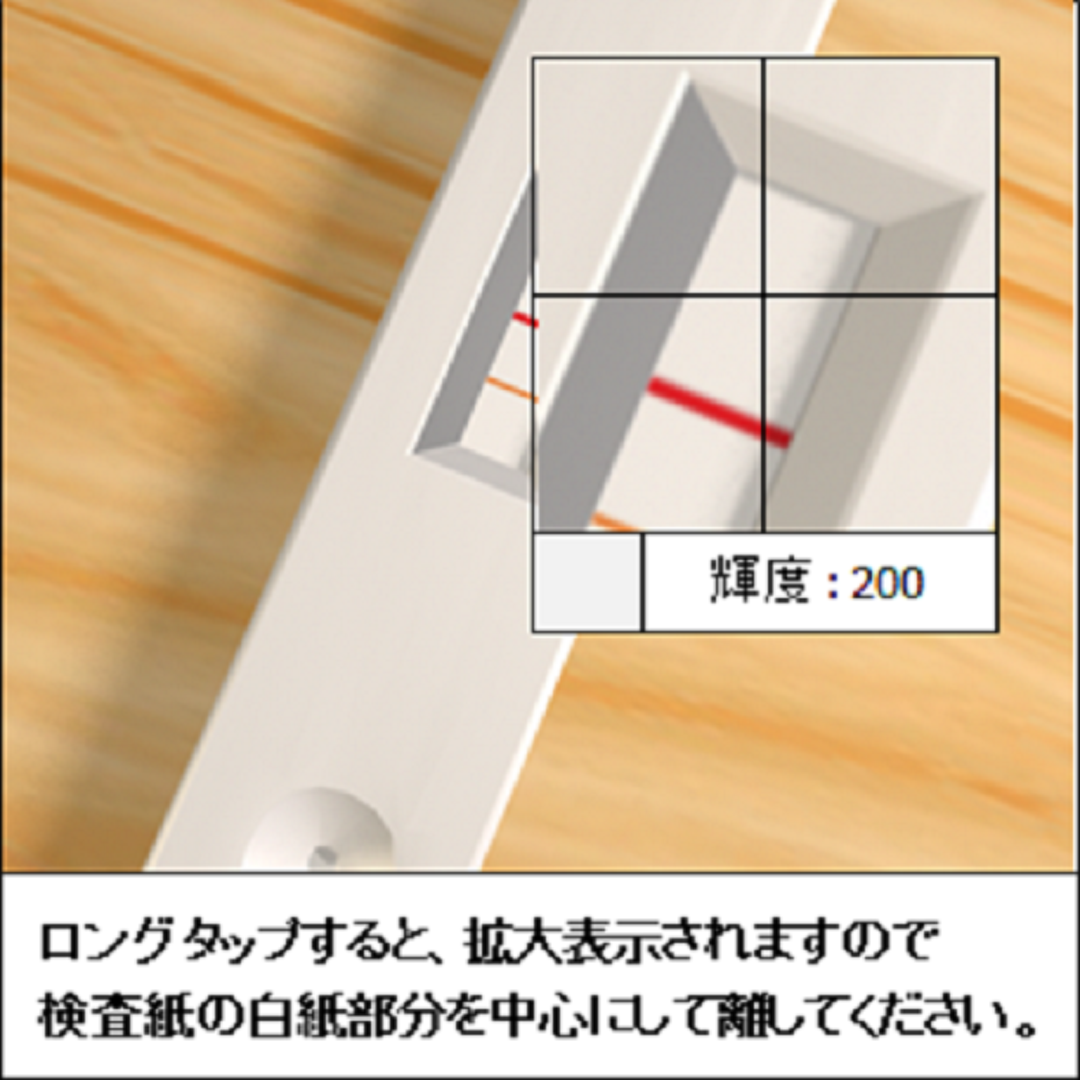 輝度：200
ロングタップすると、拡大表示されますので
検査紙の白紙部分を中心にして離してください。